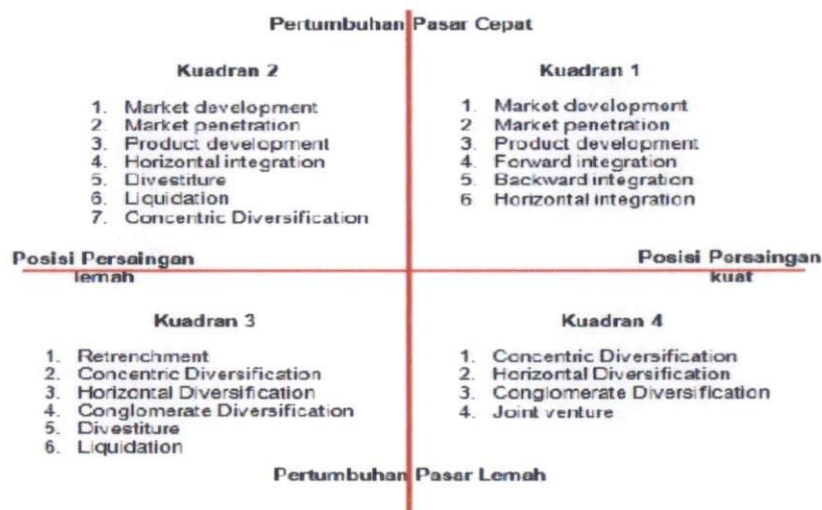 Pertumbuhan Pasar Cepat
Kuadran 2
1. Market development
2. Market penetration
3. Product development
4. Horizontal integration
5. Divestiture
6. Liquidation
7. Concentric Diversification
Kuadran 1
1. Market development
2 Market penetration
3. Product development
4. Forward integration
5. Backward integration
6 Horizontal integration
Posisi Persaingan
lemah
Posisi Persaingan
kuat
Kuadran 3
1. Retrenchment
2. Concentric Diversification
3. Horizontal Diversification
4. Conglomerate Diversification
5. Divestiture
6. Liquidation
Kuadran 4
1. Concentric Diversification
2. Horizontal Diversification
3. Conglomerate Diversification
4. Joint venture
Pertumbuhan Pasar Lemah